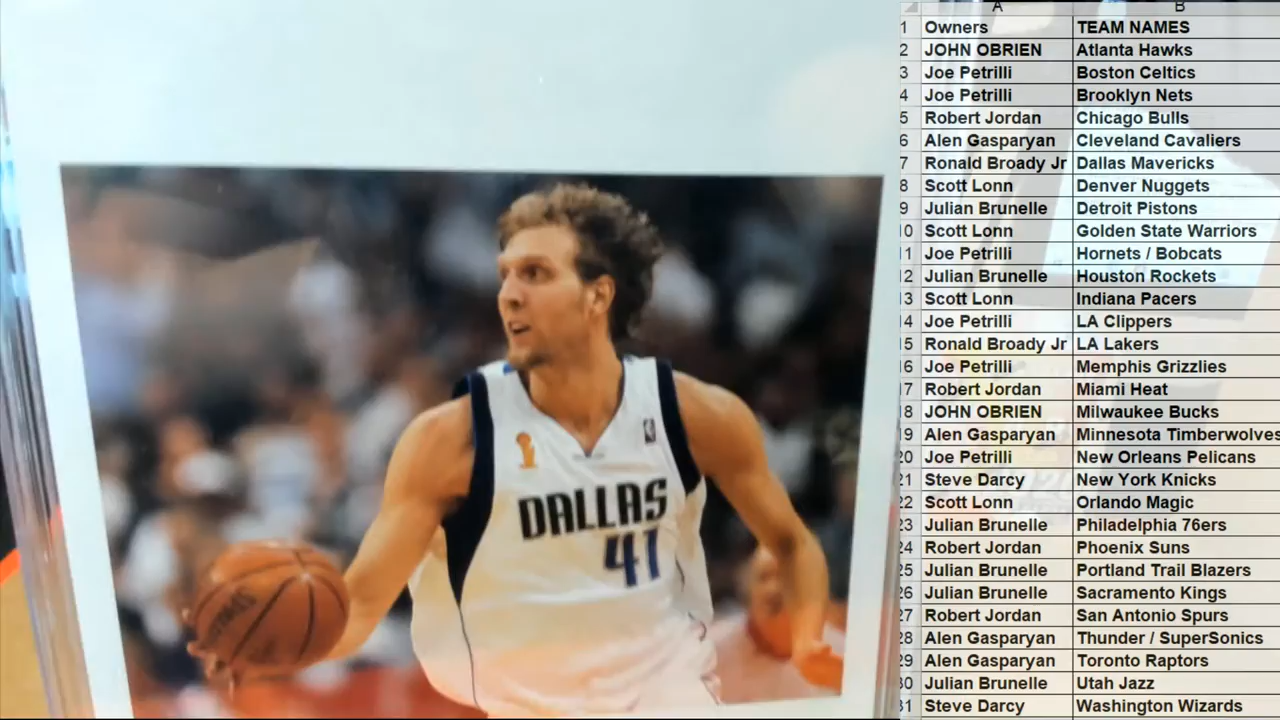 A B
1 Owners TEAM NAMES
2 JOHN OBRIEN Atlanta Hawks
3 Joe Petrilli Boston Celtics
4 Joe Petrilli Brooklyn Nets
5 Robert Jordan Chicago Bulls
6 Alen Gasparyan Cleveland Cavaliers
7 Ronald Broady Jr Dallas Mavericks
8 Scott Lonn Denver Nuggets
9 Julian Brunelle Detroit Pistons
10 Scott Lonn Golden State Warriors
11 Joe Petrilli Hornets / Bobcats
12 Julian Brunelle Houston Rockets
13 Scott Lonn Indiana Pacers
14 Joe Petrilli LA Clippers
15 Ronald Broady Jr LA Lakers
16 Joe Petrilli Memphis Grizzlies
17 Robert Jordan Miami Heat
18 JOHN OBRIEN Milwaukee Bucks
19 Alen Gasparyan Minnesota Timberwolves
20 Joe Petrilli New Orleans Pelicans
21 Steve Darcy New York Knicks
22 Scott Lonn Orlando Magic
23 Julian Brunelle Philadelphia 76ers
24 Robert Jordan Phoenix Suns
25 Julian Brunelle Portland Trail Blazers
26 Julian Brunelle Sacramento Kings
27 Robert Jordan San Antonio Spurs
28 Alen Gasparyan Thunder / SuperSonics
29 Alen Gasparyan Toronto Raptors
30 Julian Brunelle Utah Jazz
31 Steve Darcy Washington Wizards
DALLAS
41